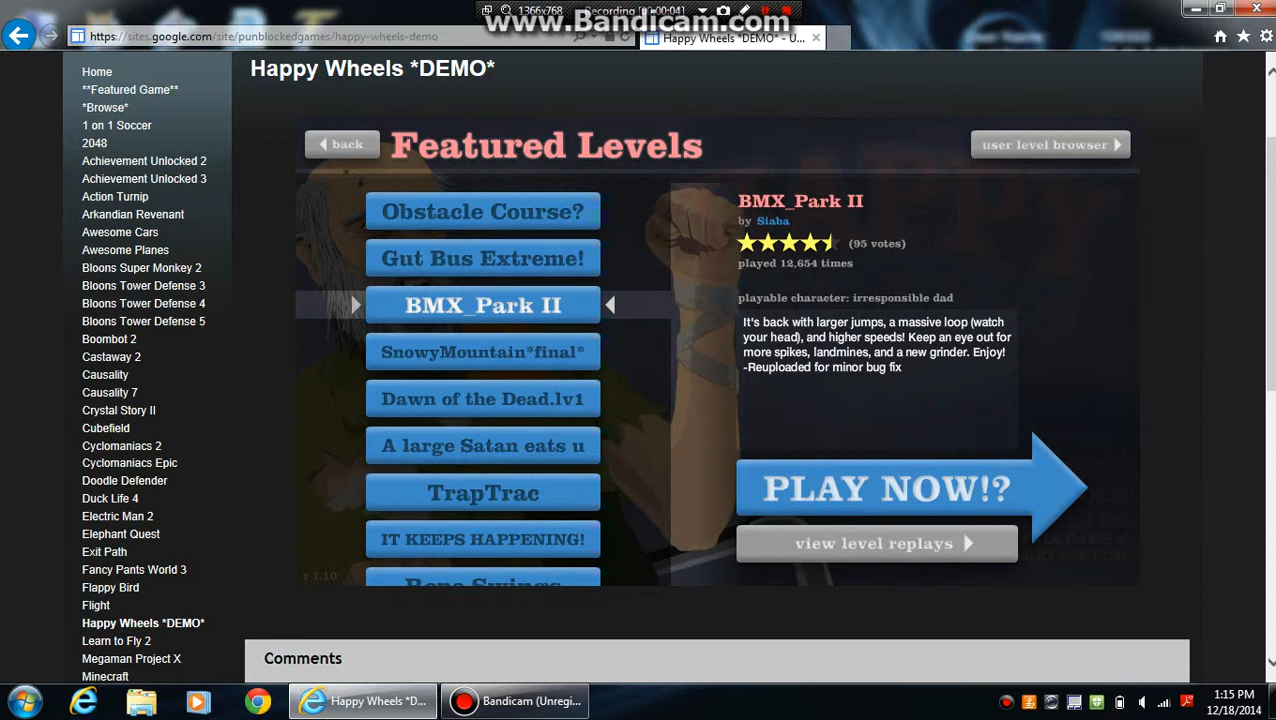 1366x768 Recording [00:00:04]
www.Bandicam.com
https://sites.google.com/site/punblockedgames/happy-wheels-demo
Happy Wheels *DEMO* - U...
Home
**Featured Game**
*Browse*
1 on 1 Soccer
2048
Achievement Unlocked 2
Achievement Unlocked 3
Action Turnip
Arkandian Revenant
Awesome Cars
Awesome Planes
Bloons Super Monkey 2
Bloons Tower Defense 3
Bloons Tower Defense 4
Bloons Tower Defense 5
Boombot 2
Castaway 2
Causality
Causality 7
Crystal Story II
Cubefield
Cyclomaniacs 2
Cyclomaniacs Epic
Doodle Defender
Duck Life 4
Electric Man 2
Elephant Quest
Exit Path
Fancy Pants World 3
Flappy Bird
Flight
Happy Wheels *DEMO*
Learn to Fly 2
Megaman Project X
Minecraft
Happy Wheels *DEMO*
back
Featured Levels
user level browser
Obstacle Course?
Gut Bus Extreme!
BMX_Park II
SnowyMountain*final*
Dawn of the Dead.lv1
A large Satan eats u
TrapTrac
IT KEEPS HAPPENING!
Rope Swings
v 1.10
BMX_Park II
by Siaba
(95 votes)
played 12,654 times
playable character: irresponsible dad
It's back with larger jumps, a massive loop (watch
your head), and higher speeds! Keep an eye out for
more spikes, landmines, and a new grinder. Enjoy!
-Reuploaded for minor bug fix
PLAY NOW!?
view level replays
Comments
Happy Wheels *D...
Bandicam (Unregi...
1:15 PM
12/18/2014